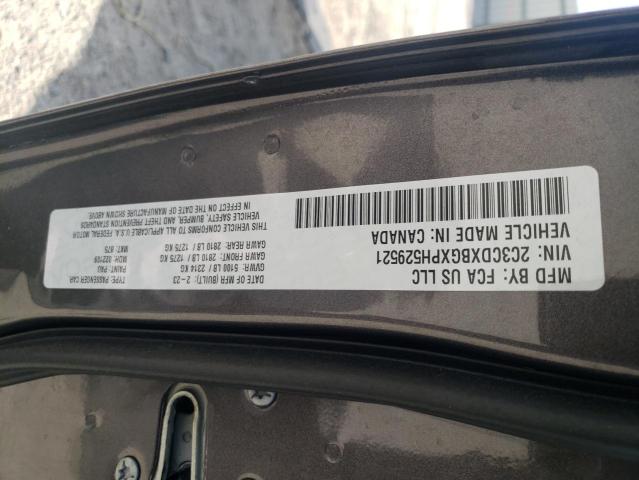 MFD BY: FCA US LLC
VIN: 2C3CDXBGXPH529521
VEHICLE MADE IN: CANADA
DATE OF MFR (BUILT): 2-23
GVWR: 5100 LB / 2314 KG
GAWR FRONT: 2810 LB / 1275 KG
GAWR REAR: 2810 LB / 1275 KG
THIS VEHICLE CONFORMS TO ALL APPLICABLE U.S.A. FEDERAL MOTOR
VEHICLE SAFETY, BUMPER, AND THEFT PREVENTION STANDARDS
IN EFFECT ON THE DATE OF MANUFACTURE SHOWN ABOVE.
TYPE: PASSENGER CAR
PAINT: PAU
MDH: 022109
MKT: 875